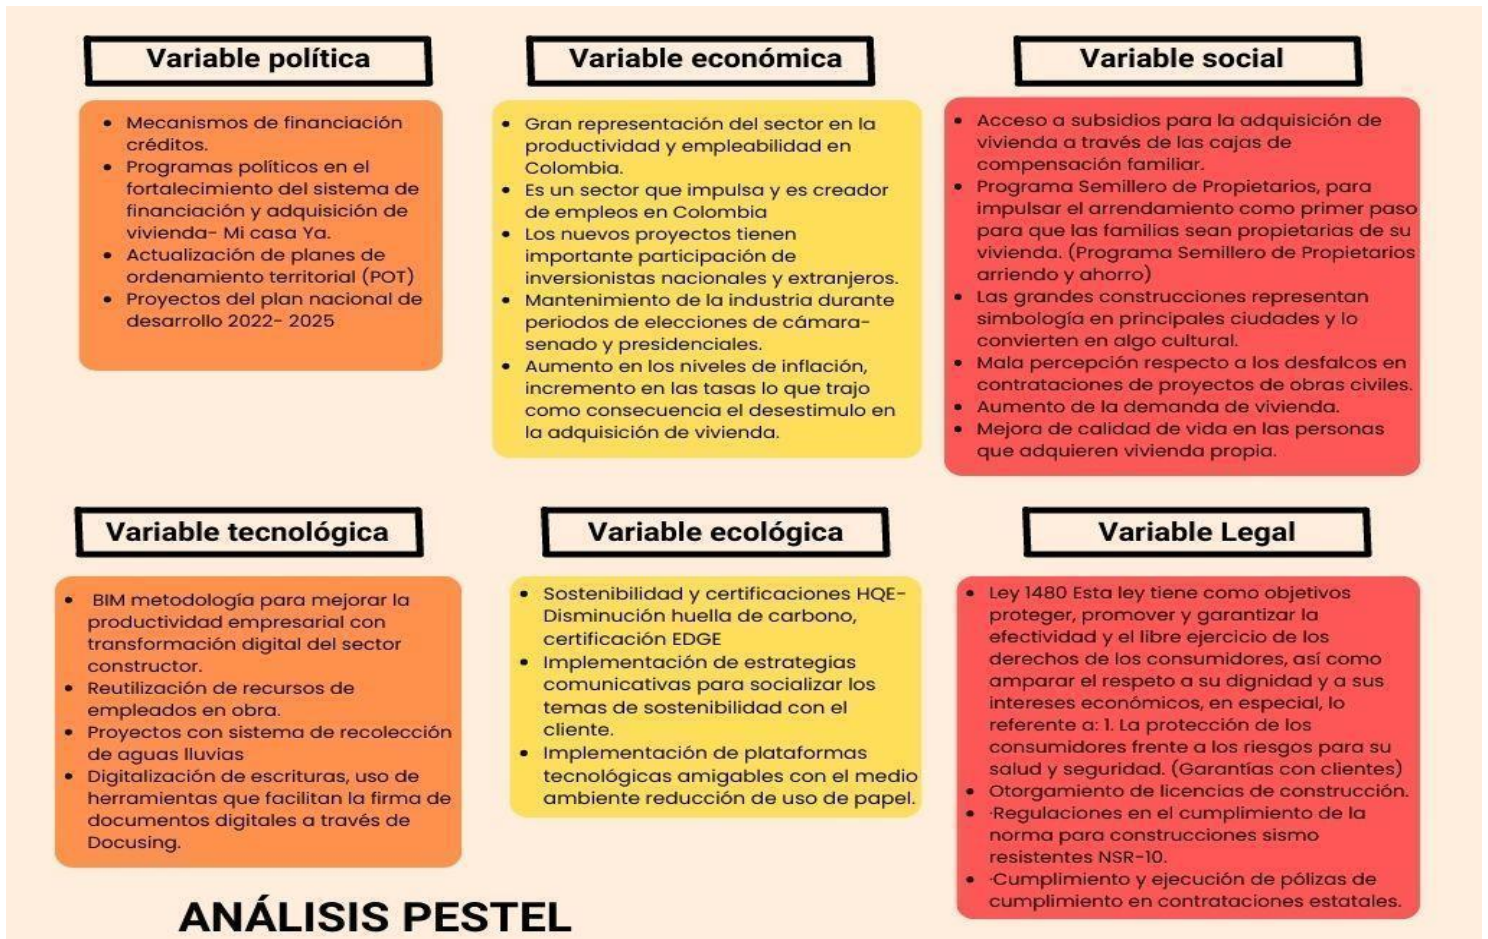 Variable política
• Mecanismos de financiación
créditos.
• Programas políticos en el
fortalecimiento del sistema de
financiación y adquisición de
vivienda- Mi casa Ya.
• Actualización de planes de
ordenamiento territorial (POT)
• Proyectos del plan nacional de
desarrollo 2022- 2025
Variable económica
• Gran representación del sector en la
productividad y empleabilidad en
Colombia.
• Es un sector que impulsa y es creador
de empleos en Colombia
• Los nuevos proyectos tienen
importante participación de
inversionistas nacionales y extranjeros.
• Mantenimiento de la industria durante
periodos de elecciones de cámara-
senado y presidenciales.
• Aumento en los niveles de inflación,
incremento en las tasas lo que trajo
como consecuencia el desestimulo en
la adquisición de vivienda.
Variable social
• Acceso a subsidios para la adquisición de
vivienda a través de las cajas de
compensación familiar.
• Programa Semillero de Propietarios, para
impulsar el arrendamiento como primer paso
para que las familias sean propietarias de su
vivienda. (Programa Semillero de Propietarios
arriendo y ahorro)
• Las grandes construcciones representan
simbología en principales ciudades y lo
convierten en algo cultural.
• Mala percepción respecto a los desfalcos en
contrataciones de proyectos de obras civiles.
• Aumento de la demanda de vivienda.
• Mejora de calidad de vida en las personas
que adquieren vivienda propia.
Variable tecnológica
• BIM metodología para mejorar la
productividad empresarial con
transformación digital del sector
constructor.
• Reutilización de recursos de
empleados en obra.
• Proyectos con sistema de recolección
de aguas lluvias
• Digitalización de escrituras, uso de
herramientas que facilitan la firma de
documentos digitales a través de
Docusing.
Variable ecológica
• Sostenibilidad y certificaciones HQE-
Disminución huella de carbono,
certificación EDGE
• Implementación de estrategias
comunicativas para socializar los
temas de sostenibilidad con el
cliente.
• Implementación de plataformas
tecnológicas amigables con el medio
ambiente reducción de uso de papel.
Variable Legal
• Ley 1480 Esta ley tiene como objetivos
proteger, promover y garantizar la
efectividad y el libre ejercicio de los
derechos de los consumidores, así como
amparar el respeto a su dignidad y a sus
intereses económicos, en especial, lo
referente a: 1. La protección de los
consumidores frente a los riesgos para su
salud y seguridad. (Garantías con clientes)
• Otorgamiento de licencias de construcción.
• ·Regulaciones en el cumplimiento de la
norma para construcciones sismo
resistentes NSR-10.
• ·Cumplimiento y ejecución de pólizas de
cumplimiento en contrataciones estatales.
ANÁLISIS PESTEL